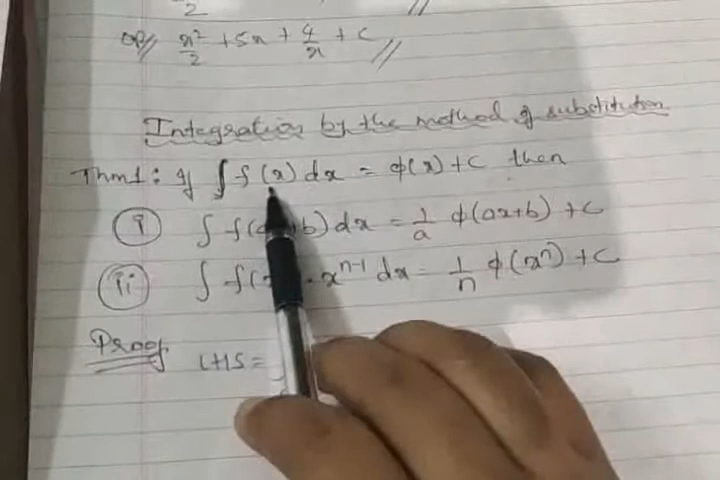 2 //
OR// x²/2 + 5x + 4/x + c //
Integration by the method of substitution
Thm1: If ∫ f(x) dx = φ(x) + c then
(i) ∫ f(a b) dx = 1/a φ(ax+b) + c
(ii) ∫ f( · xⁿ⁻¹ dx = 1/n φ(xⁿ) + c
Proof LHS =